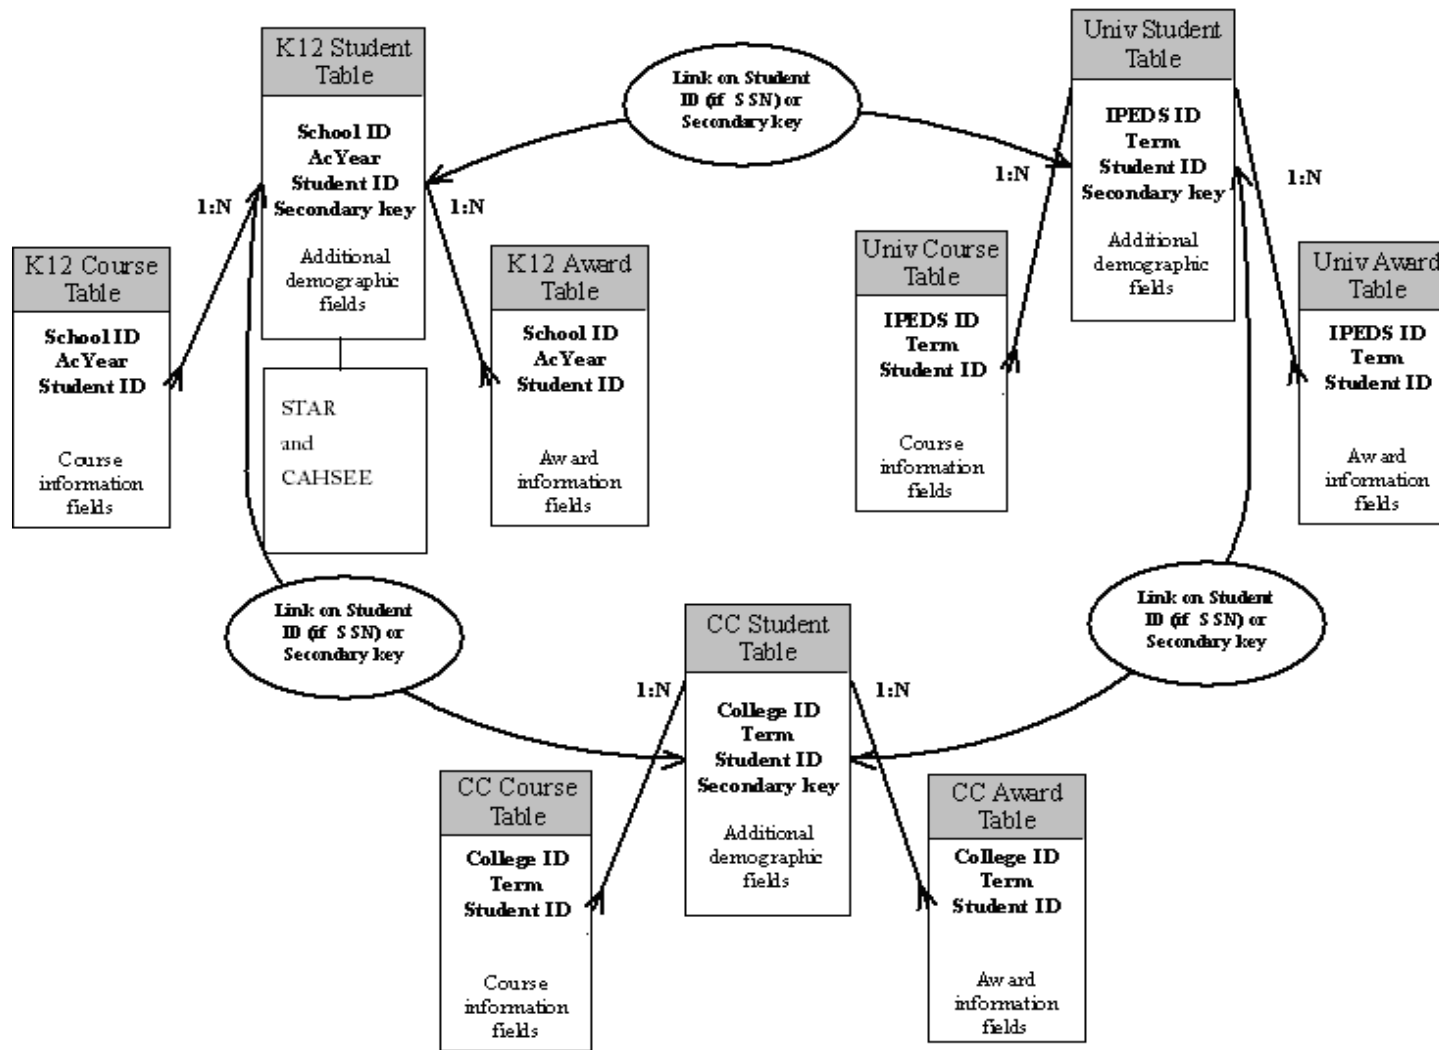 K12 Student
Table
School ID
AcYear
Student ID
Secondary key
Additional
demographic
fields
Link on Student
ID (if SSN) or
Secondary key
Univ Student
Table
IPEDS ID
Term
Student ID
Secondary key
Additional
demographic
fields
1:N
1:N
1:N
1:N
K12 Course
Table
School ID
AcYear
Student ID
Course
information
fields
STAR
and
CAHSEE
K12 Award
Table
School ID
AcYear
Student ID
Award
information
fields
Univ Course
Table
IPEDS ID
Term
Student ID
Course
information
fields
Univ Award
Table
IPEDS ID
Term
Student ID
Award
information
fields
Link on Student
ID (if SSN) or
Secondary key
CC Student
Table
College ID
Term
Student ID
Secondary key
Additional
demographic
fields
Link on Student
ID (if SSN) or
Secondary key
1:N
1:N
CC Course
Table
College ID
Term
Student ID
Course
information
fields
CC Award
Table
College ID
Term
Student ID
Award
information
fields